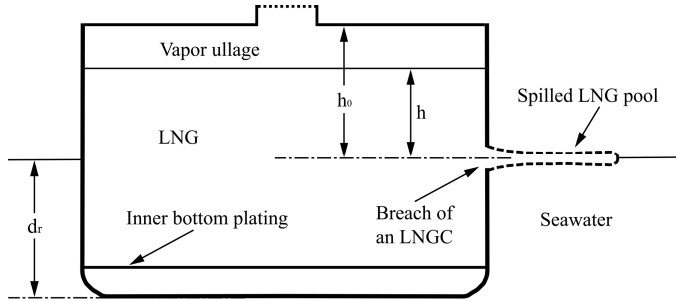 Vapor ullage
h₀
h
Spilled LNG pool
LNG
Inner bottom plating
Breach of
an LNGC
Seawater
dᵣ